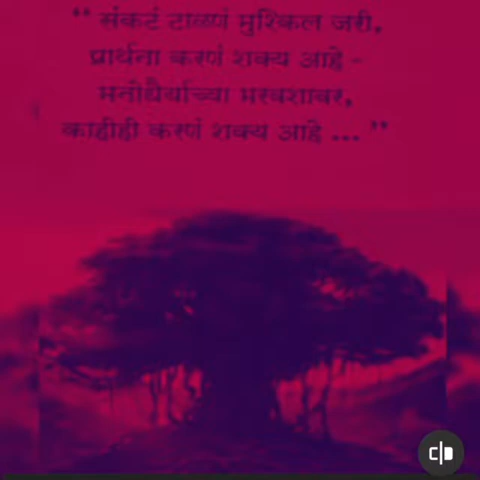 “ संकटं टाळणं मुश्किल जरी,
प्रार्थना करणं शक्य आहे -
मनोधैर्याच्या भरवशावर,
काहीही करणं शक्य आहे ... ”